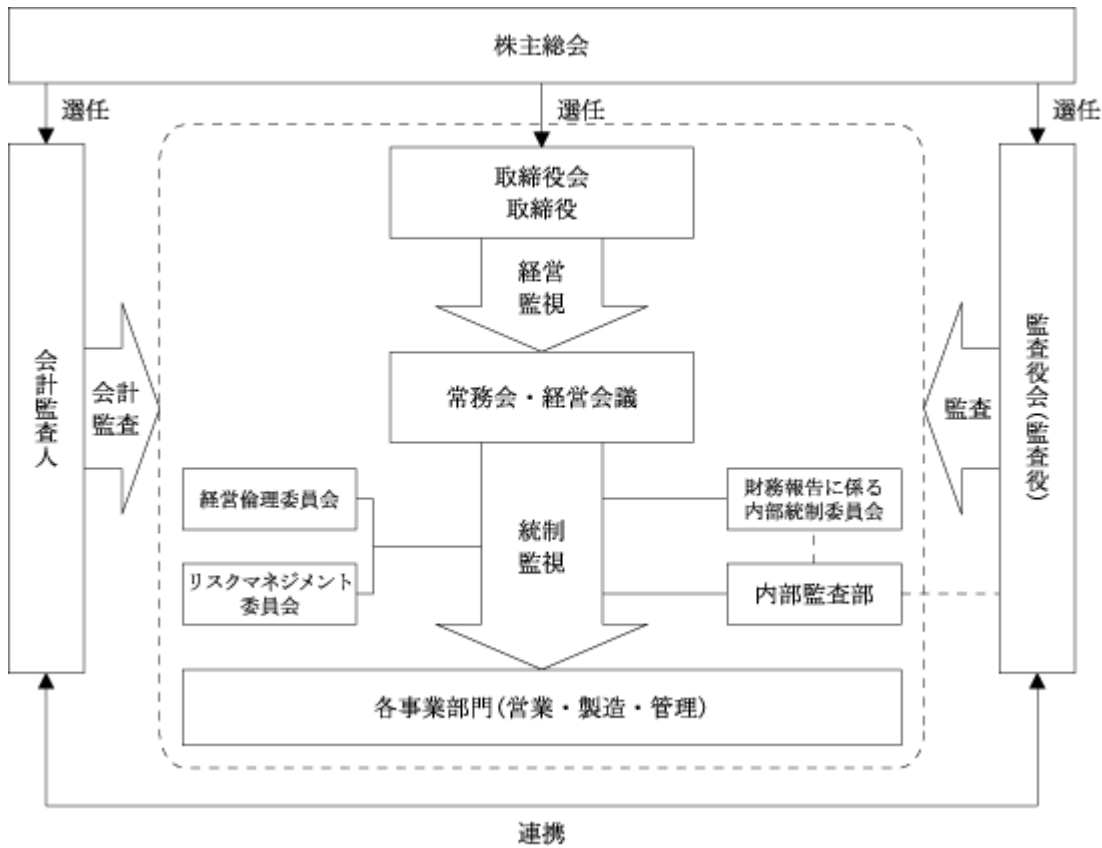 株主総会
選任
選任
選任
取締役会
取締役
経営
監視
会計監査人
会計
監査
常務会・経営会議
監査
監査役会(監査役)
経営倫理委員会
財務報告に係る
内部統制委員会
統制
監視
リスクマネジメント
委員会
内部監査部
各事業部門(営業・製造・管理)
連携